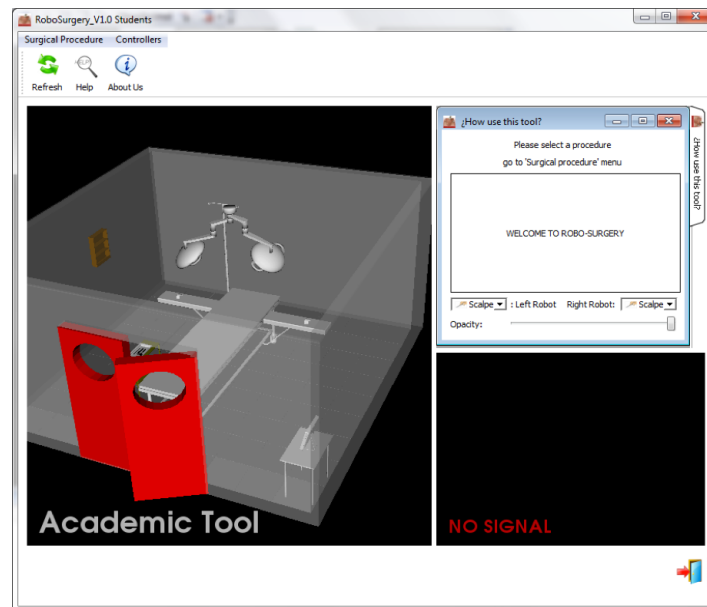 RoboSurgery_V1.0 Students
Surgical Procedure Controllers
Refresh Help About Us
¿How use this tool?
Please select a procedure
go to 'Surgical procedure' menu
WELCOME TO ROBO-SURGERY
Scalpe : Left Robot Right Robot: Scalpe
Opacity:
¿How use this tool?
Academic Tool
NO SIGNAL